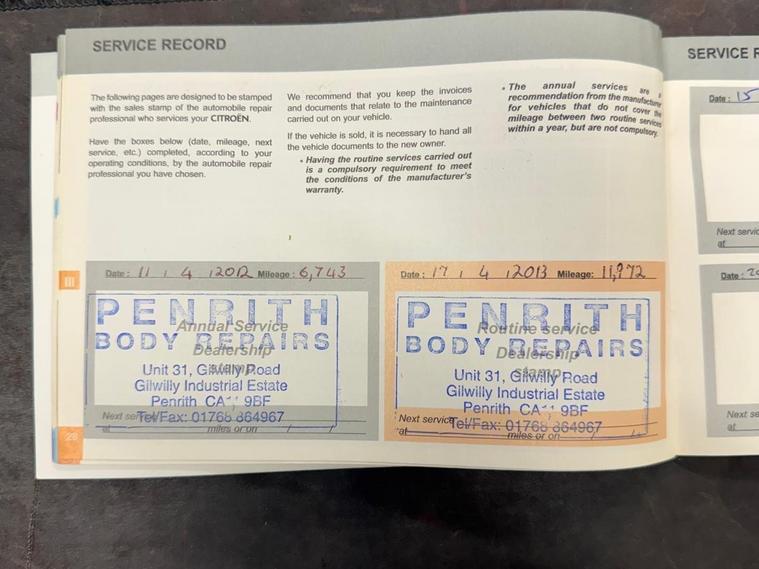 SERVICE RECORD
The following pages are designed to be stamped
with the sales stamp of the automobile repair
professional who services your CITROËN.
Have the boxes below (date, mileage, next
service, etc.) completed, according to your
operating conditions, by the automobile repair
professional you have chosen.
We recommend that you keep the invoices
and documents that relate to the maintenance
carried out on your vehicle.
If the vehicle is sold, it is necessary to hand all
the vehicle documents to the new owner.
• Having the routine services carried out
is a compulsory requirement to meet
the conditions of the manufacturer's
warranty.
• The annual services are a
recommendation from the manufacturer
for vehicles that do not cover the
mileage between two routine services
within a year, but are not compulsory.
Date : 11 / 4 / 2012 Mileage : 6,743
Annual Service
Dealership
stamp
PENRITH
BODY REPAIRS
Unit 31, Gilwilly Road
Gilwilly Industrial Estate
Penrith CA11 9BF
Tel/Fax: 01768 864967
Next service
at miles or on / /
III
28
Date : 17 / 4 / 2013 Mileage: 11,972
Routine service
Dealership
stamp
PENRITH
BODY REPAIRS
Unit 31, Gilwilly Road
Gilwilly Industrial Estate
Penrith CA11 9BF
Tel/Fax: 01768 864967
Next service
at miles or on / /
SERVICE R
Date : 15
Next servic
at
Date : 20
Next se
at